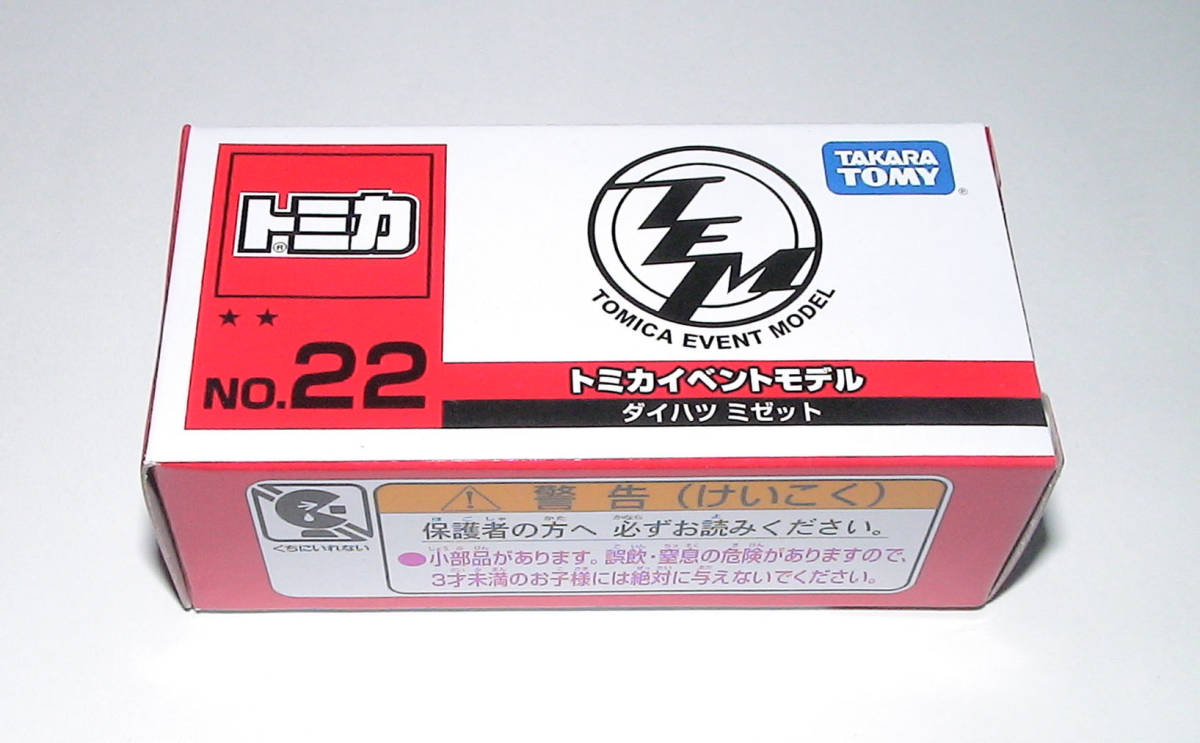 トミカ®
★★
NO.22
TEM
TOMICA EVENT MODEL
TAKARA TOMY®
トミカイベントモデル
ダイハツ ミゼット
くちにいれない
警告(けいこく)
保護者の方へ 必ずお読みください。
●小部品があります。誤飲・窒息の危険がありますので、
3才未満のお子様には絶対に与えないでください。